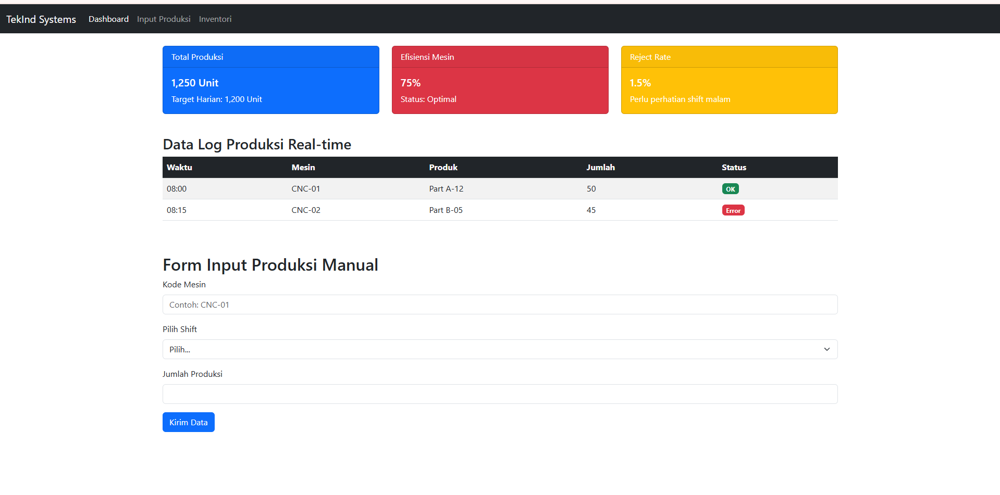 TekInd Systems Dashboard Input Produksi Inventori
Total Produksi
1,250 Unit
Target Harian: 1,200 Unit
Efisiensi Mesin
75%
Status: Optimal
Reject Rate
1.5%
Perlu perhatian shift malam
Data Log Produksi Real-time
Waktu Mesin Produk Jumlah Status
08:00 CNC-01 Part A-12 50 OK
08:15 CNC-02 Part B-05 45 Error
Form Input Produksi Manual
Kode Mesin
Contoh: CNC-01
Pilih Shift
Pilih...
Jumlah Produksi
Kirim Data